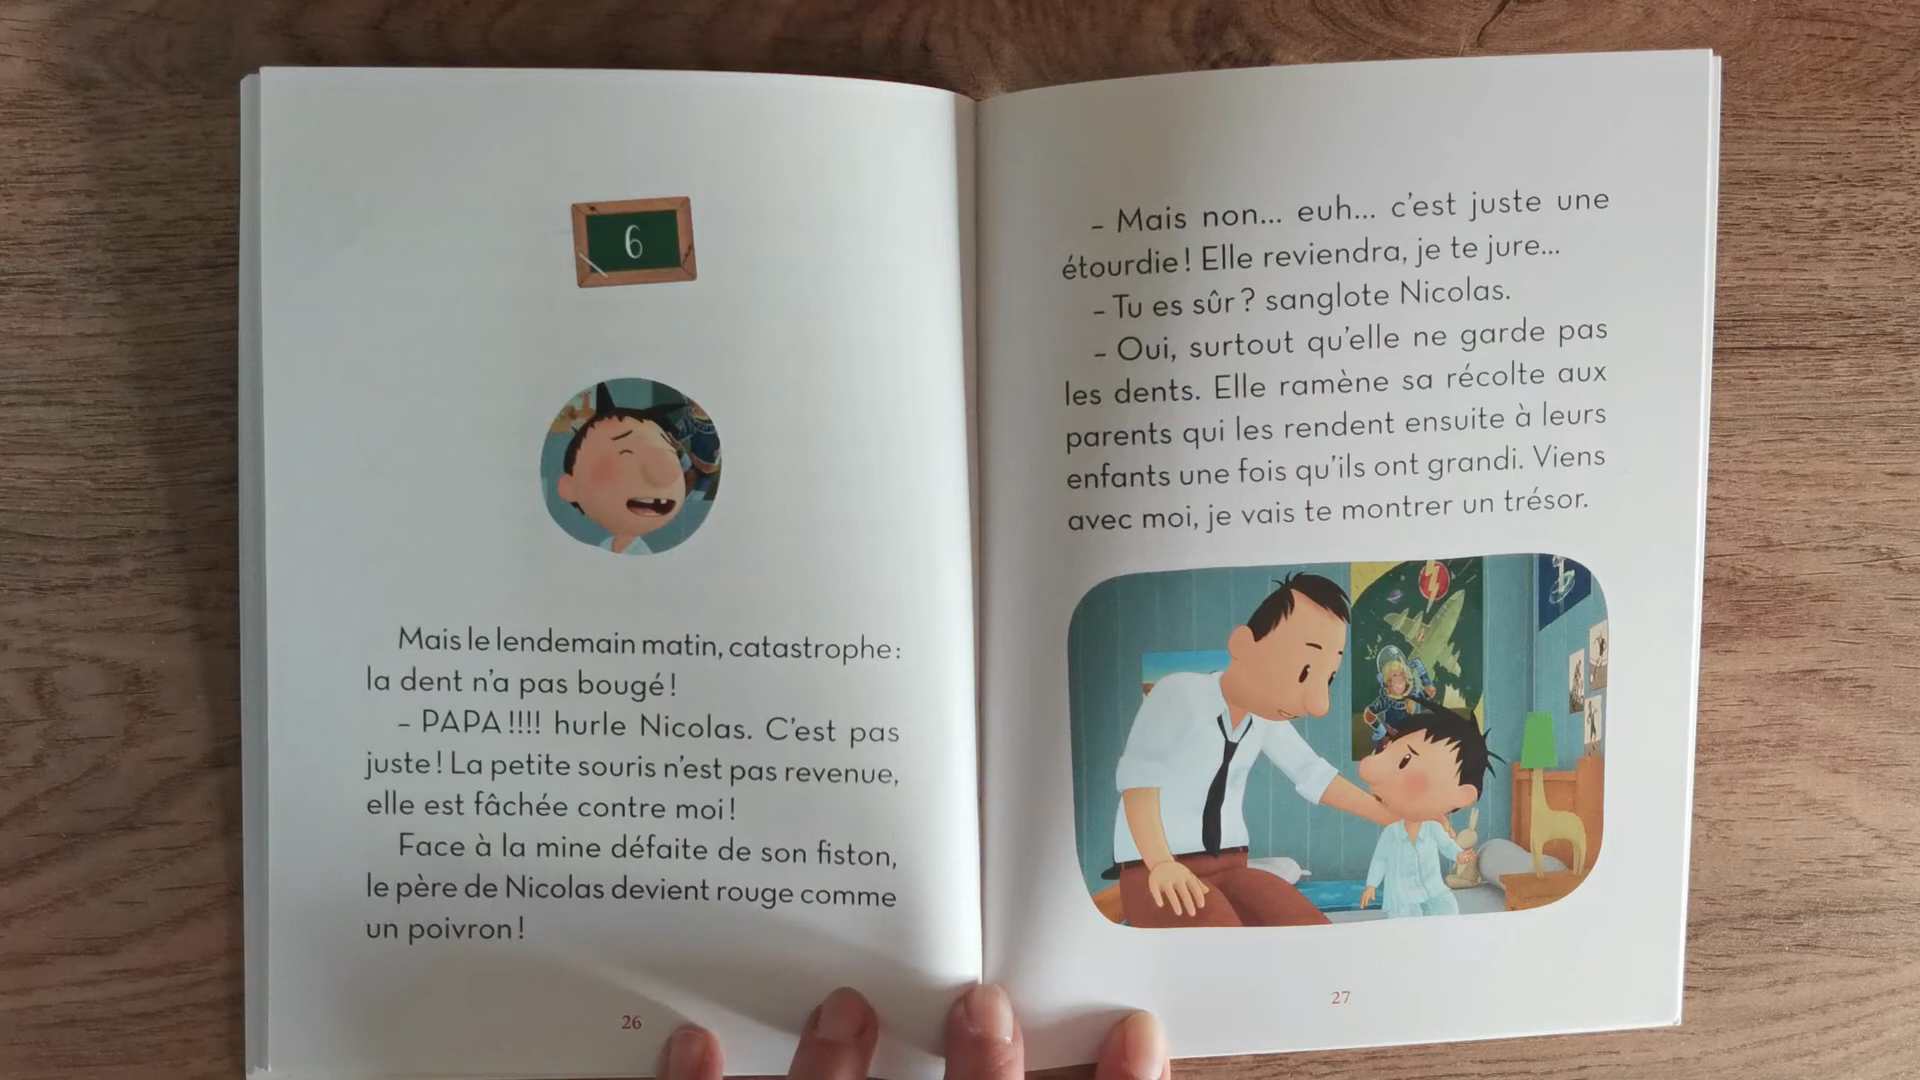 6
Mais le lendemain matin, catastrophe :
la dent n'a pas bougé !
– PAPA !!!! hurle Nicolas. C'est pas
juste ! La petite souris n'est pas revenue,
elle est fâchée contre moi !
Face à la mine défaite de son fiston,
le père de Nicolas devient rouge comme
un poivron !
26
– Mais non... euh... c'est juste une
étourdie ! Elle reviendra, je te jure...
– Tu es sûr ? sanglote Nicolas.
– Oui, surtout qu'elle ne garde pas
les dents. Elle ramène sa récolte aux
parents qui les rendent ensuite à leurs
enfants une fois qu'ils ont grandi. Viens
avec moi, je vais te montrer un trésor.
27